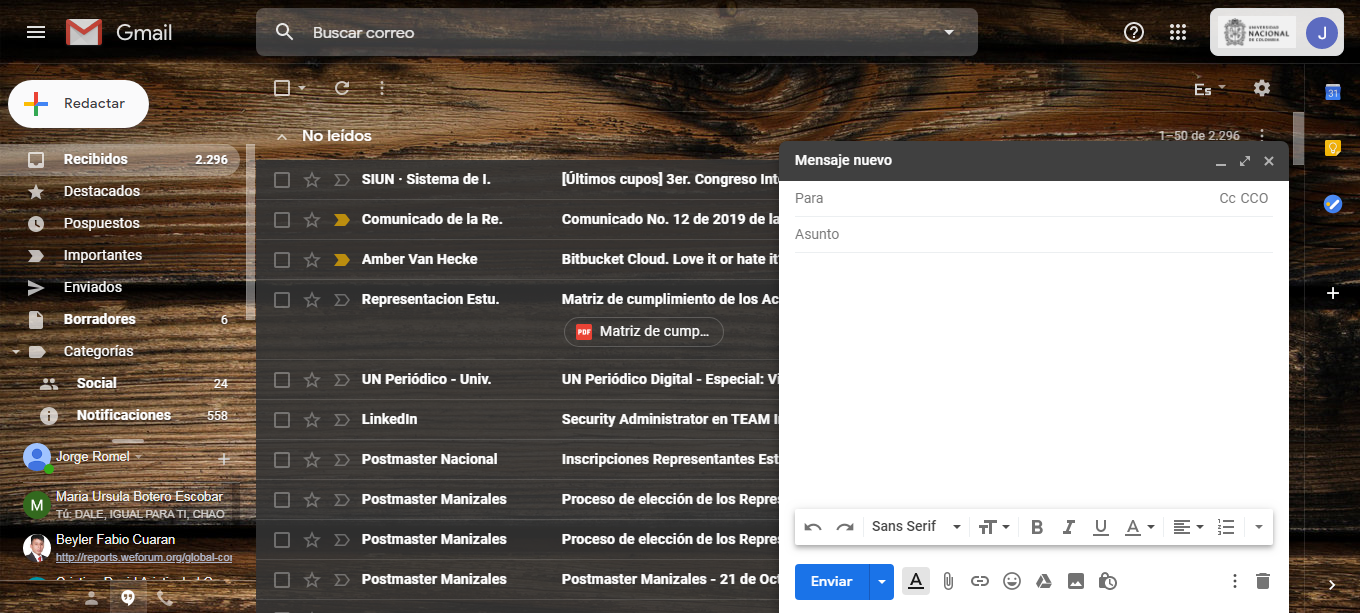 Gmail
Buscar correo
UNIVERSIDAD
NACIONAL
DE COLOMBIA
J
Redactar
Es
31
No leídos
1–50 de 2.296
Recibidos 2.296
Destacados
Pospuestos
Importantes
Enviados
Borradores 6
Categorías
Social 24
Notificaciones 558
Jorge Romel
M
Maria Ursula Botero Escobar
Tú: DALE, IGUAL PARA TI, CHAO
Beyler Fabio Cuaran
http://reports.weforum.org/global-co
SIUN · Sistema de I. [Últimos cupos] 3er. Congreso Inte
Comunicado de la Re. Comunicado No. 12 de 2019 de la
Amber Van Hecke Bitbucket Cloud. Love it or hate it
Representacion Estu. Matriz de cumplimiento de los Ac
PDF Matriz de cump...
UN Periódico - Univ. UN Periódico Digital - Especial: Vi
LinkedIn Security Administrator en TEAM I
Postmaster Nacional Inscripciones Representantes Est
Postmaster Manizales Proceso de elección de los Repre
Postmaster Manizales Proceso de elección de los Repre
Postmaster Manizales Postmaster Manizales - 21 de Oct
Mensaje nuevo
Para Cc CCO
Asunto
Sans Serif B I U A
Enviar A